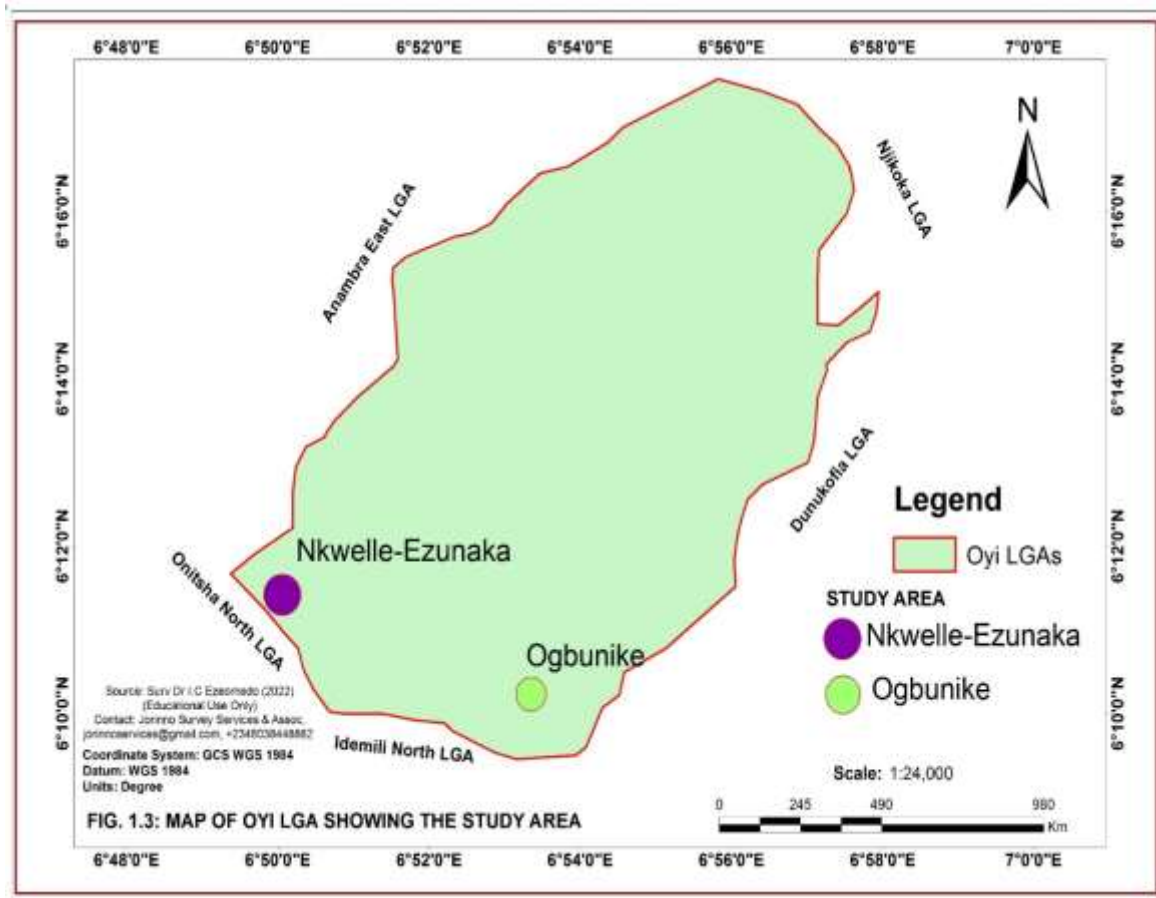 6°48'0"E 6°50'0"E 6°52'0"E 6°54'0"E 6°56'0"E 6°58'0"E 7°0'0"E
N
Njikoka LGA
6°16'0"N
6°16'0"N
Anambra East LGA
6°14'0"N
6°14'0"N
Dunukofia LGA
Legend
Oyi LGAs
6°12'0"N
6°12'0"N
Nkwelle-Ezunaka
Onitsha North LGA
STUDY AREA
Nkwelle-Ezunaka
Ogbunike
Ogbunike
6°10'0"N
6°10'0"N
Source: Surv Dr I.C (2022)
(Educational Use Only)
Contact: Jorinno Survey Services & Assoc,
jorinnoservices@gmail.com, +2348038448882
Idemili North LGA
Coordinate System: GCS WGS 1984
Datum: WGS 1984
Units: Degree
Scale: 1:24,000
0 245 490 980
Km
FIG. 1.3: MAP OF OYI LGA SHOWING THE STUDY AREA
6°48'0"E 6°50'0"E 6°52'0"E 6°54'0"E 6°56'0"E 6°58'0"E 7°0'0"E